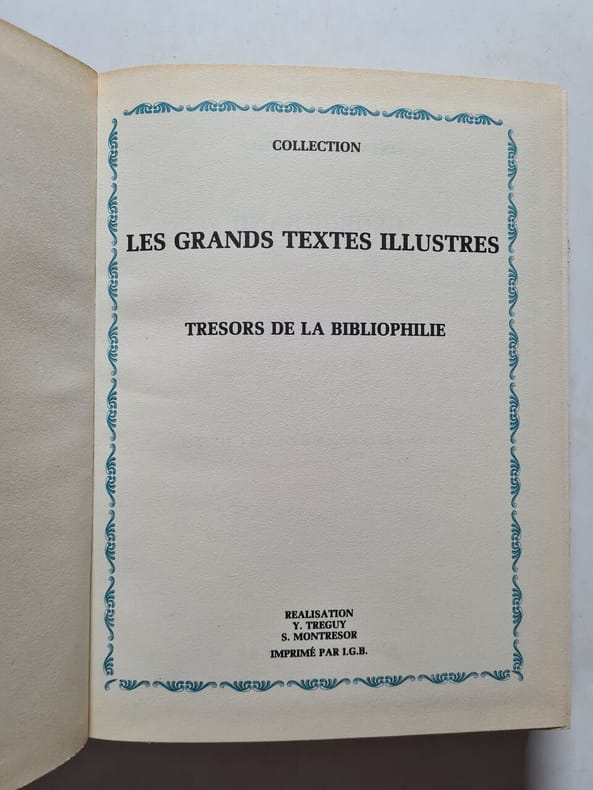 COLLECTION
LES GRANDS TEXTES ILLUSTRES
TRESORS DE LA BIBLIOPHILIE
REALISATION
Y. TREGUY
S. MONTRESOR
IMPRIMÉ PAR I.G.B.